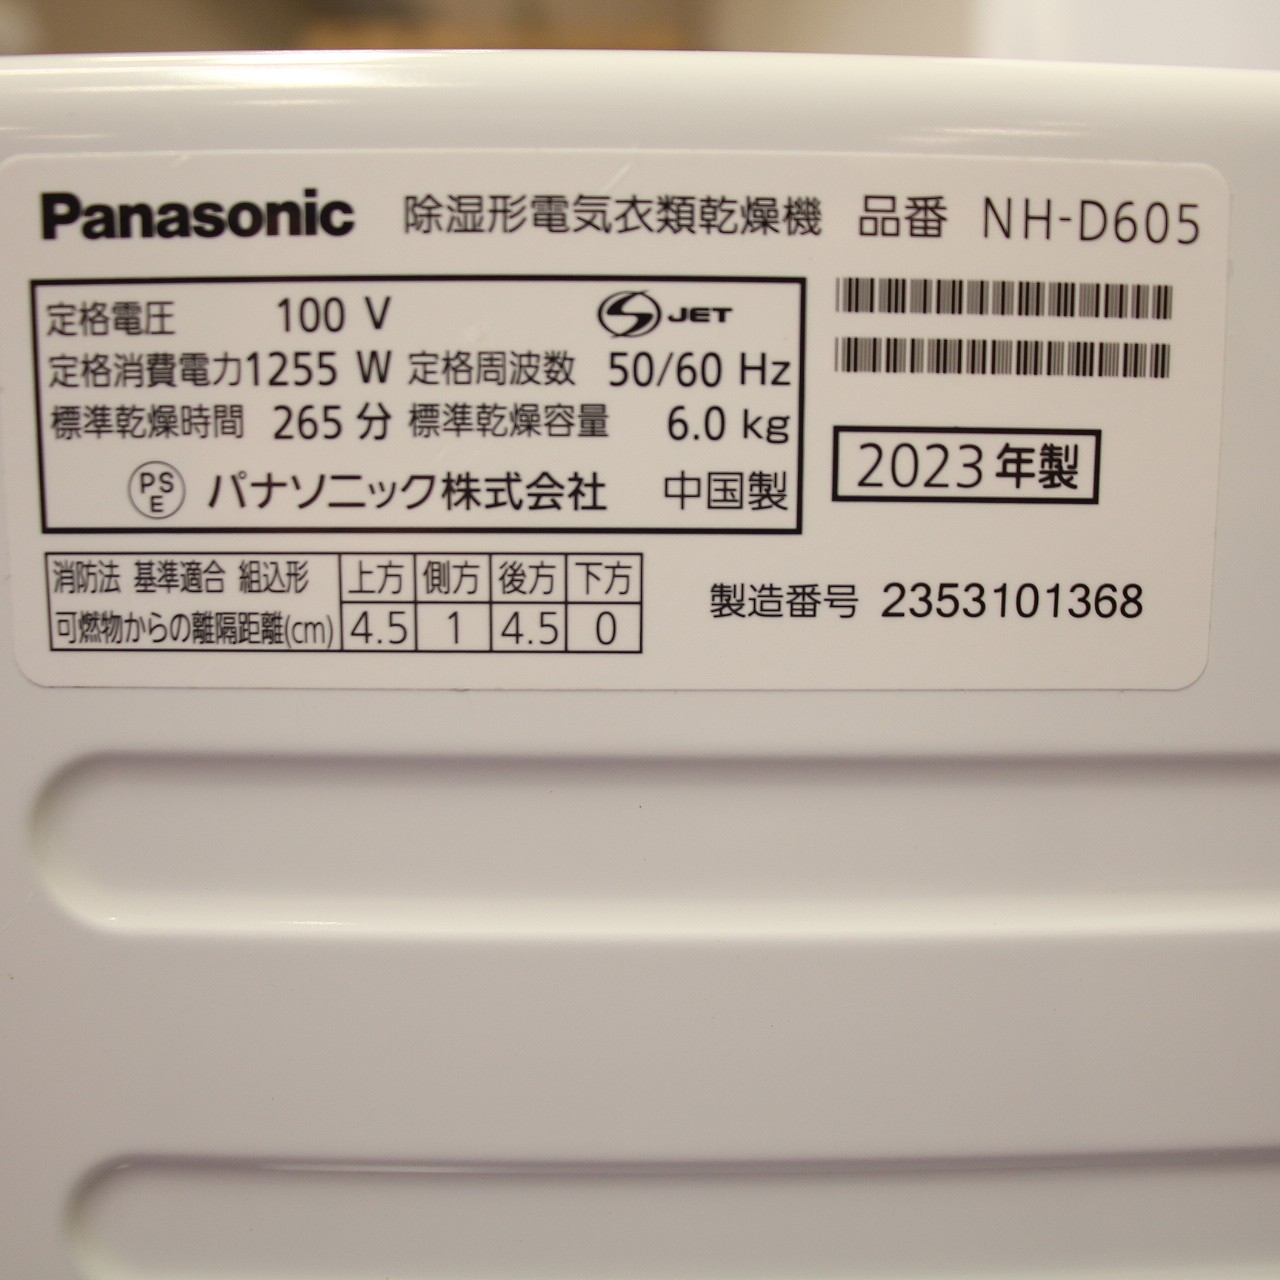 Panasonic 除湿形電気衣類乾燥機 品番 NH-D605
定格電圧 100 V S JET
定格消費電力 1255 W 定格周波数 50/60 Hz
標準乾燥時間 265 分 標準乾燥容量 6.0 kg
PS E パナソニック株式会社 中国製
2023年製
消防法 基準適合 組込形 上方 側方 後方 下方
可燃物からの離隔距離(cm) 4.5 1 4.5 0
製造番号 2353101368